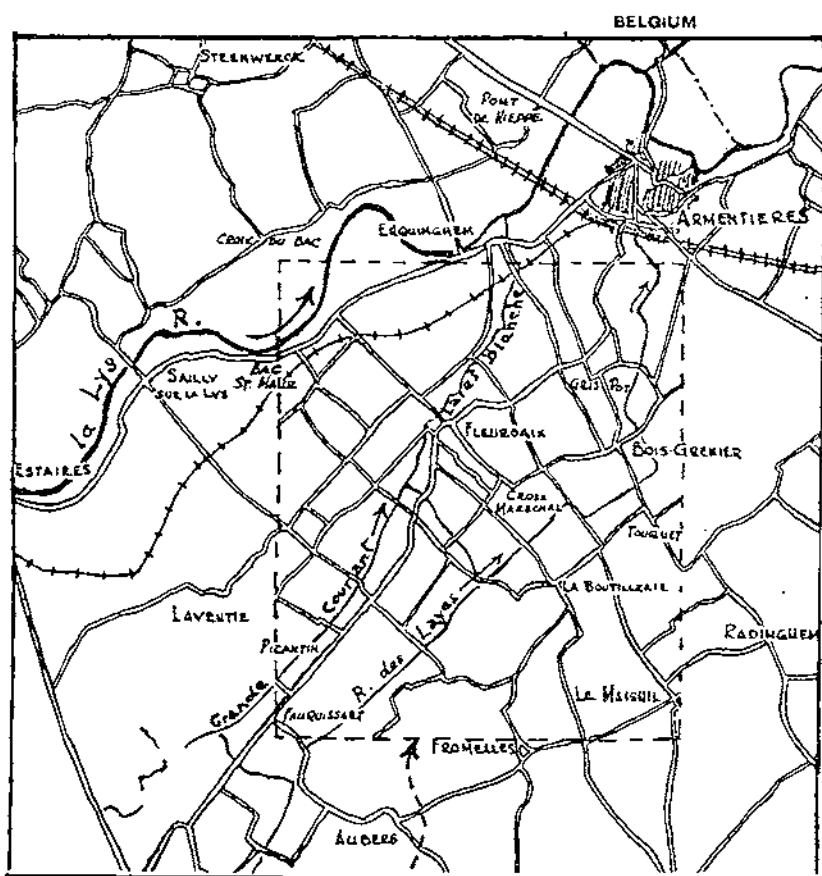 BELGIUM
STEENWERCK
PONT
DE NIEPPE
ARMENTIERES
CROIX DU BAC
ERQUINGHEM
La Lys R.
BAC
ST. MAUR
SAILLY
SUR LA LYS
Layes Blanche
GRIS POT
FLEURBAIX
BOIS-GRENIER
ESTAIRES
CROIX
MARECHAL
TOUQUET
Courant
LA BOUTILLERIE
LAVENTIE
R. des Layes
RADINGHEM
PICANTIN
Grande
LE MAISNIL
FAUQUISSART
FROMELLES
AUBERS